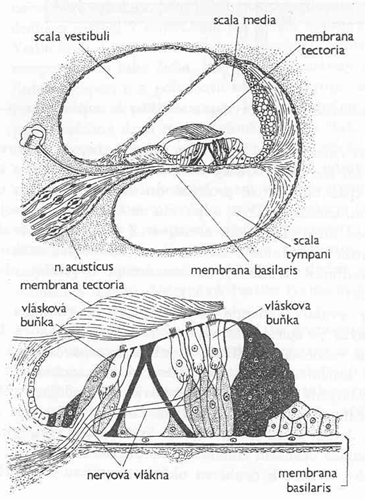 scala vestibuli
scala media
membrana
tectoria
scala
tympani
n.acusticus
membrana basilaris
membrana tectoria
vlásková
buňka
vláskova
buňka
nervová vlákna
membrana
basilaris